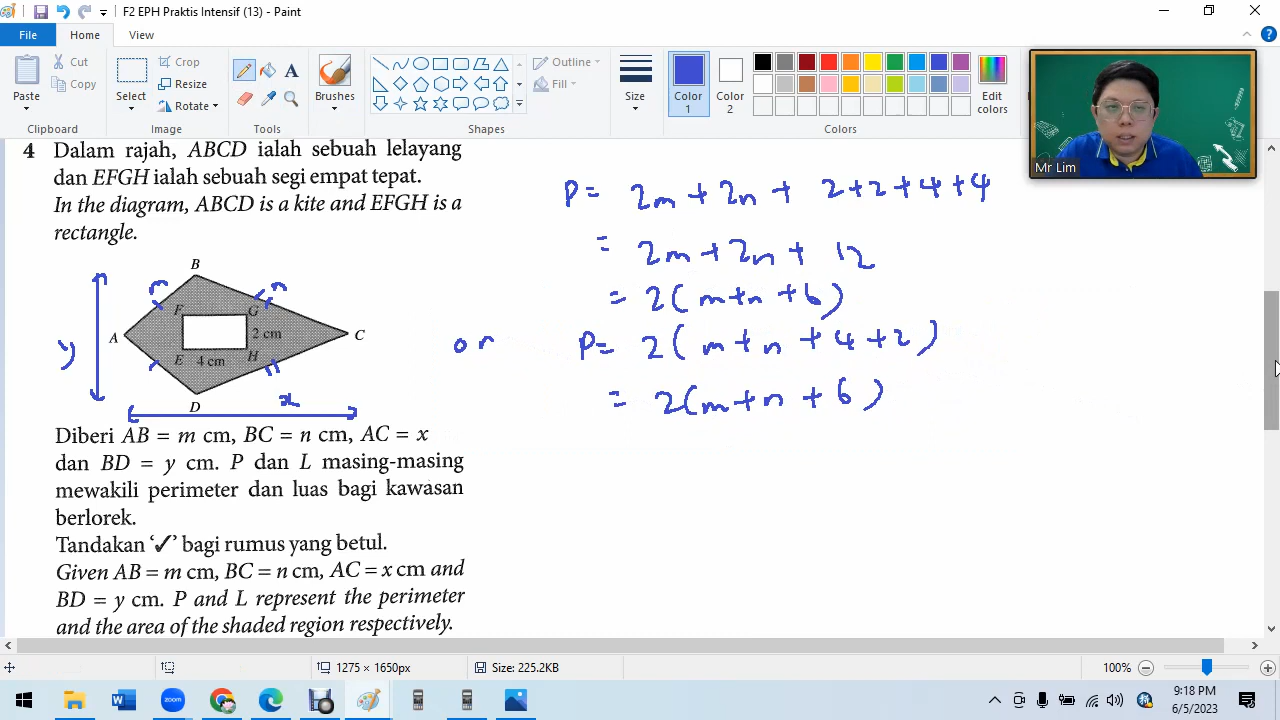 F2 EPH Praktis Intensif (13) - Paint
File Home View
Paste Cut Copy
Clipboard
Select Crop Resize Rotate
Image
A
Tools
Brushes
Outline Fill
Shapes
Size
Color 1
Color 2
Edit colors
Colors
Mr Lim
4 Dalam rajah, ABCD ialah sebuah lelayang
dan EFGH ialah sebuah segi empat tepat.
In the diagram, ABCD is a kite and EFGH is a
rectangle.
B
m n
F G
A C
y 2 cm
E 4 cm H
D x
Diberi AB = m cm, BC = n cm, AC = x
dan BD = y cm. P dan L masing-masing
mewakili perimeter dan luas bagi kawasan
berlorek.
Tandakan ‘✓’ bagi rumus yang betul.
Given AB = m cm, BC = n cm, AC = x cm and
BD = y cm. P and L represent the perimeter
and the area of the shaded region respectively.
P = 2m + 2n + 2+2+4+4
= 2m + 2n + 12
= 2(m+n+6)
or P = 2(m+n+4+2)
= 2(m+n+6)
1275 × 1650px
Size: 225.2KB
100%
9:18 PM
6/5/2023